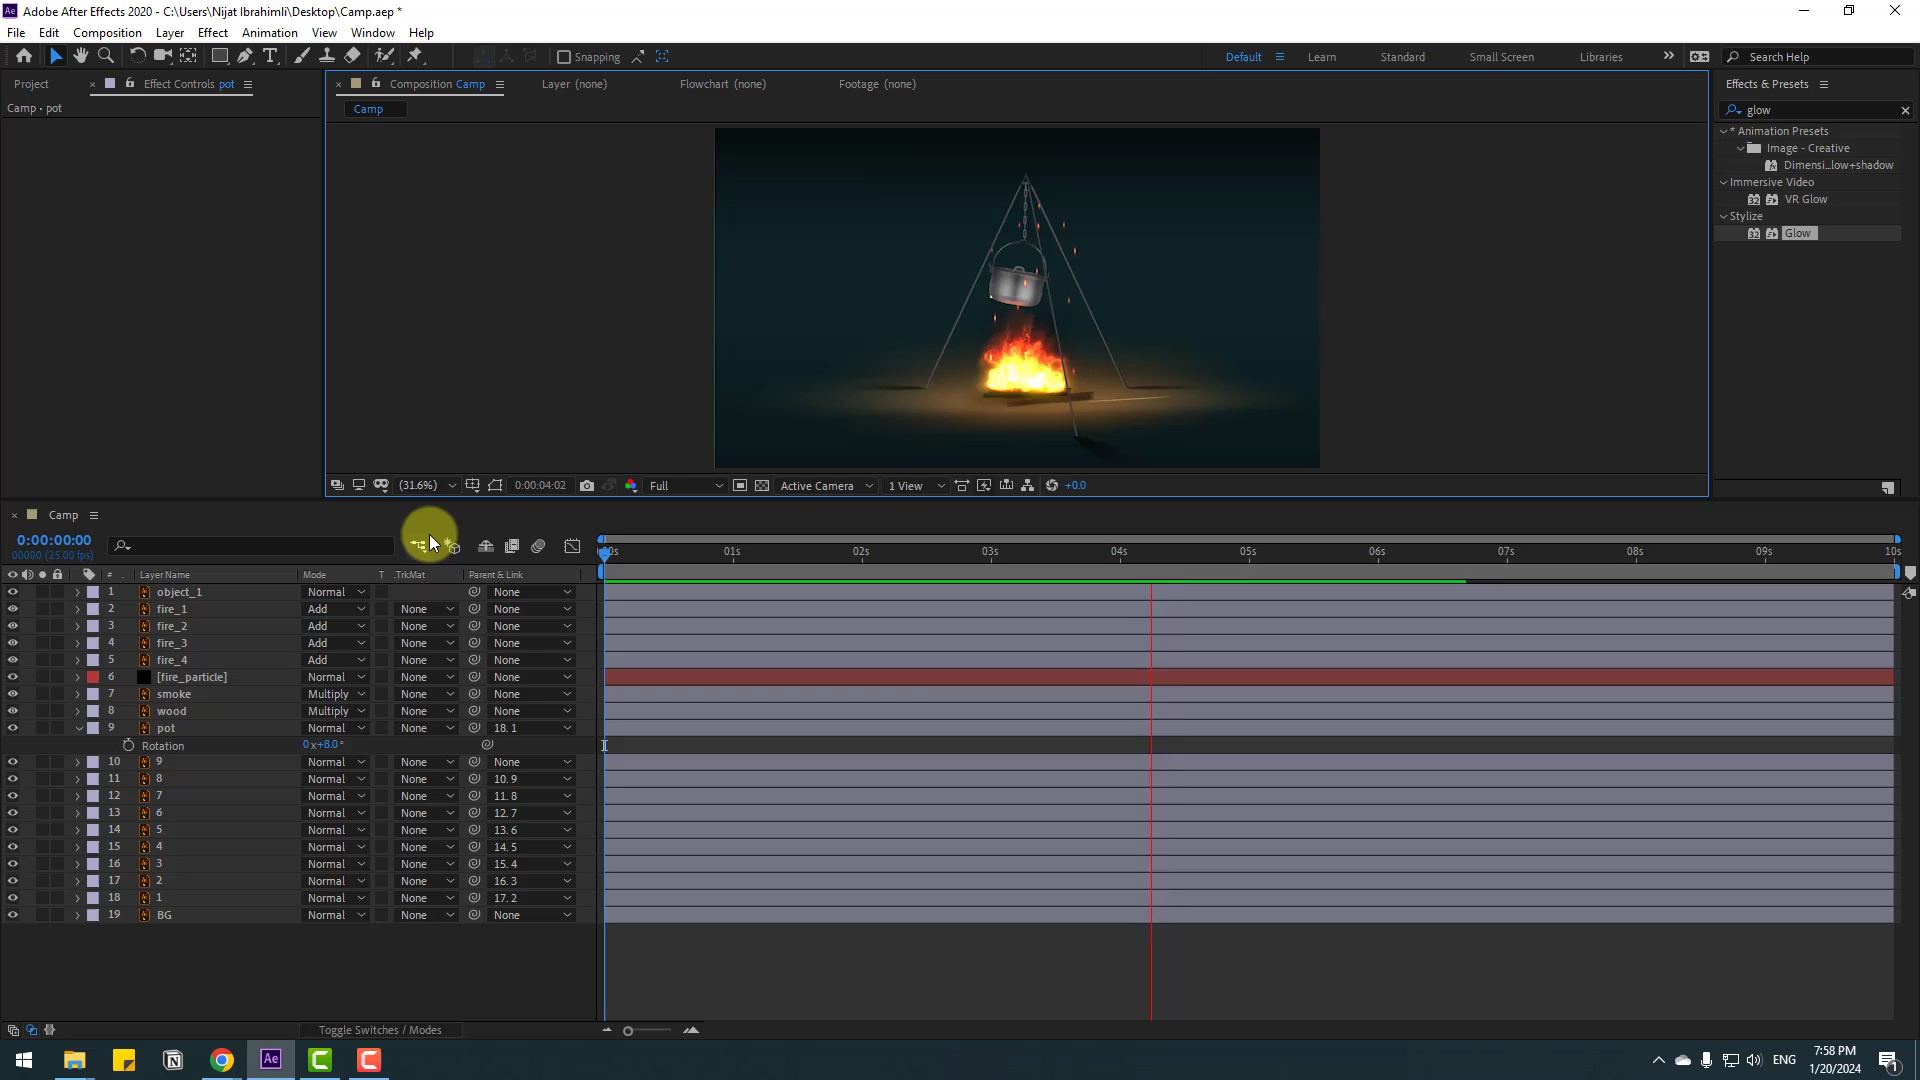 Adobe After Effects 2020 - C:\Users\Nijat Ibrahimli\Desktop\Camp.aep *
File Edit Composition Layer Effect Animation View Window Help
Snapping Default Learn Standard Small Screen Libraries Search Help
Project Effect Controls pot Composition Camp Layer (none) Flowchart (none) Footage (none) Effects & Presets
Camp • pot Camp glow
* Animation Presets
Image - Creative
Dimensi...low+shadow
Immersive Video
VR Glow
Stylize
Glow
(31.6%) 0:00:04:02 Full Active Camera 1 View +0.0
Camp
0:00:00:00
00000 (25.00 fps)
01s 02s 03s 04s 05s 06s 07s 08s 09s 10s
# Layer Name Mode T .TrkMat Parent & Link
1 object_1 Normal None
2 fire_1 Add None None
3 fire_2 Add None None
4 fire_3 Add None None
5 fire_4 Add None None
6 [fire_particle] Normal None None
7 smoke Multiply None None
8 wood Multiply None None
9 pot Normal None 18. 1
Rotation 0x+8.0°
10 9 Normal None None
11 8 Normal None 10. 9
12 7 Normal None 11. 8
13 6 Normal None 12. 7
14 5 Normal None 13. 6
15 4 Normal None 14. 5
16 3 Normal None 15. 4
17 2 Normal None 16. 3
18 1 Normal None 17. 2
19 BG Normal None None
Toggle Switches / Modes
ENG 7:58 PM
1/20/2024